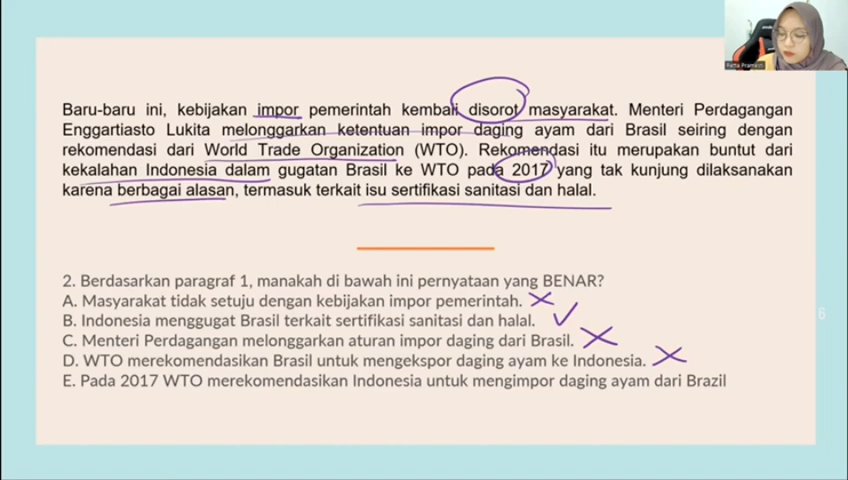 Baru-baru ini, kebijakan impor pemerintah kembali disorot masyarakat. Menteri Perdagangan
Enggartiasto Lukita melonggarkan ketentuan impor daging ayam dari Brasil seiring dengan
rekomendasi dari World Trade Organization (WTO). Rekomendasi itu merupakan buntut dari
kekalahan Indonesia dalam gugatan Brasil ke WTO pada 2017 yang tak kunjung dilaksanakan
karena berbagai alasan, termasuk terkait isu sertifikasi sanitasi dan halal.
2. Berdasarkan paragraf 1, manakah di bawah ini pernyataan yang BENAR?
A. Masyarakat tidak setuju dengan kebijakan impor pemerintah.
B. Indonesia menggugat Brasil terkait sertifikasi sanitasi dan halal.
C. Menteri Perdagangan melonggarkan aturan impor daging dari Brasil.
D. WTO merekomendasikan Brasil untuk mengekspor daging ayam ke Indonesia.
E. Pada 2017 WTO merekomendasikan Indonesia untuk mengimpor daging ayam dari Brazil
6